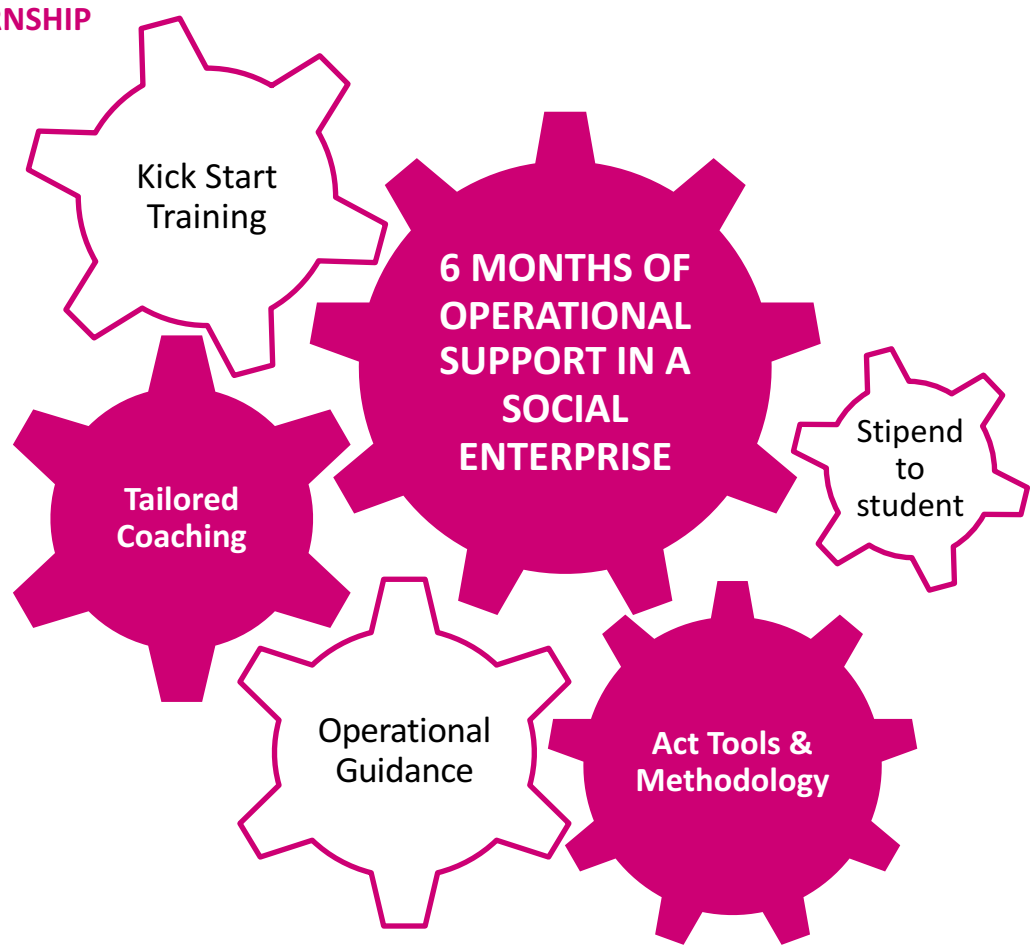 RNSHIP
Kick Start
Training
6 MONTHS OF
OPERATIONAL
SUPPORT IN A
SOCIAL
ENTERPRISE
Stipend
to
student
Tailored
Coaching
Operational
Guidance
Act Tools &
Methodology